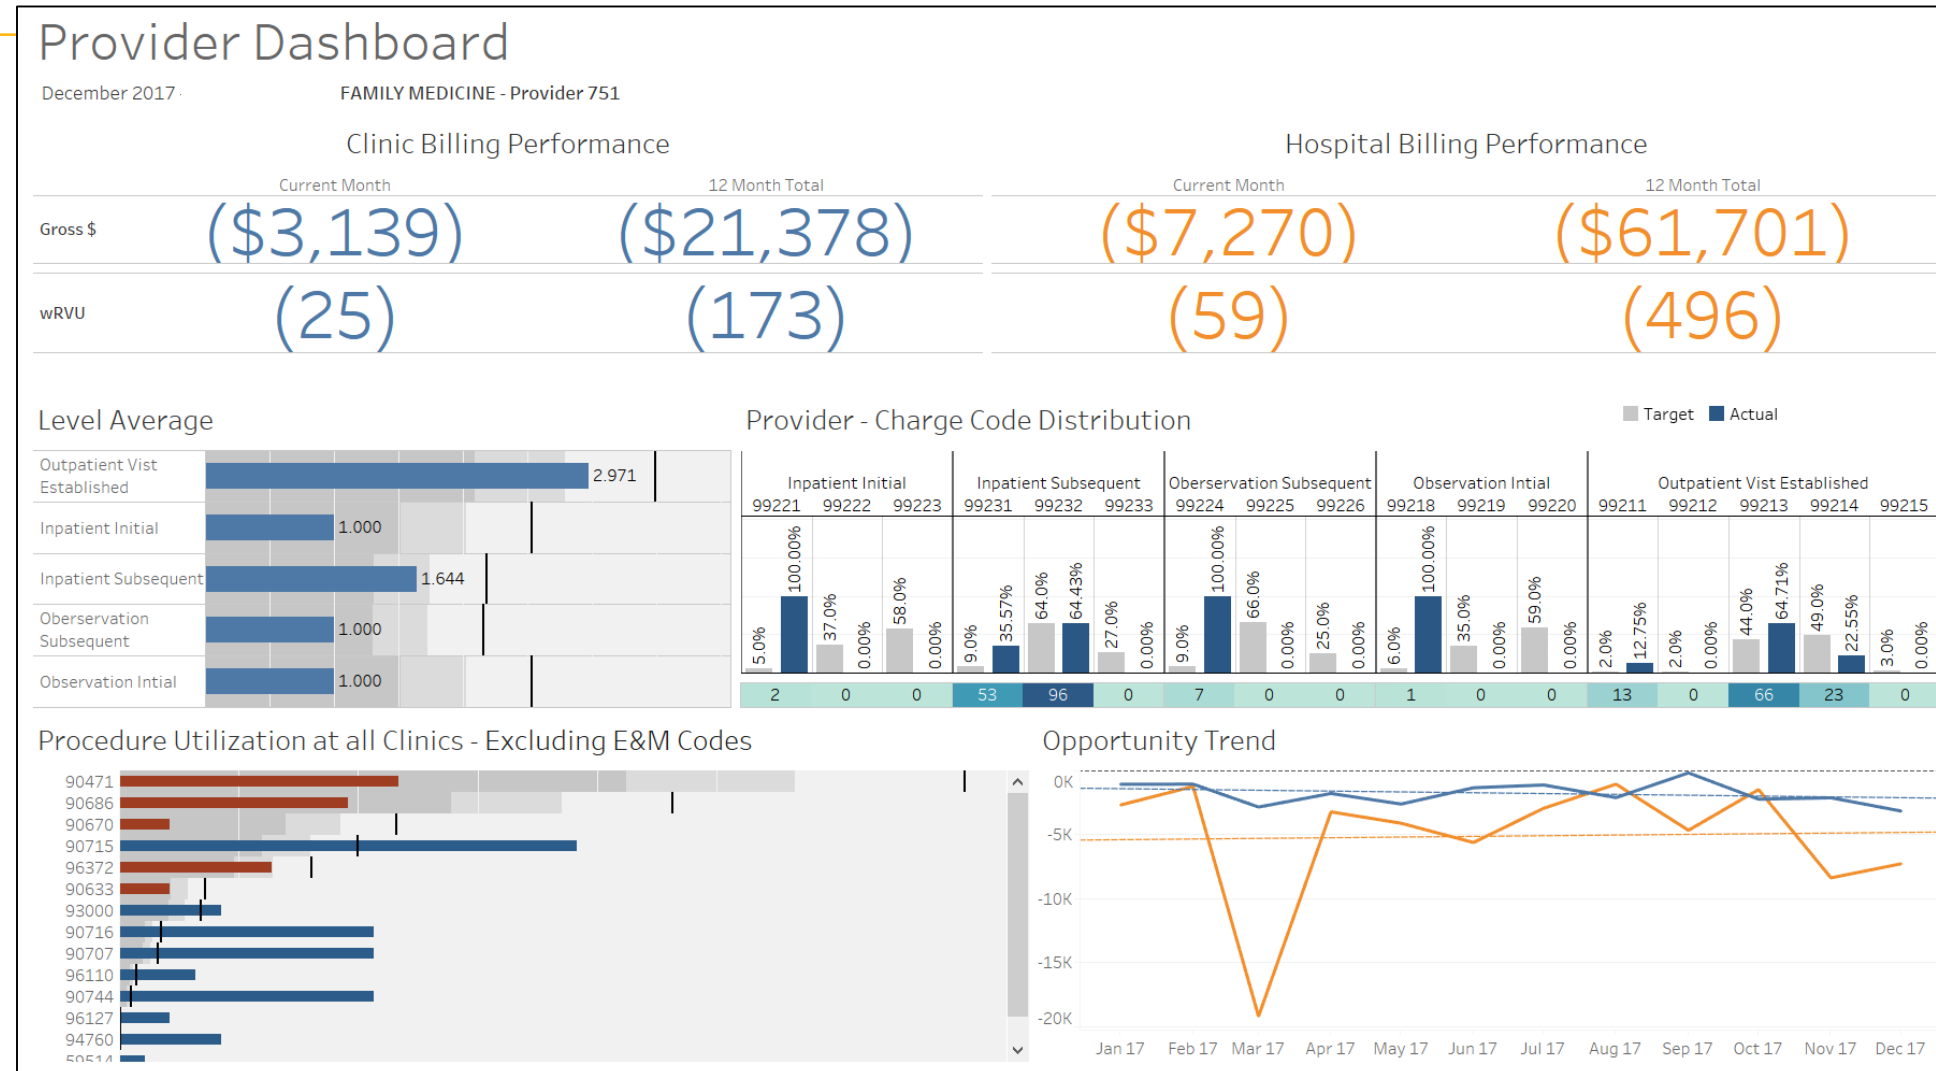 Provider Dashboard
December 2017
FAMILY MEDICINE - Provider 751
Clinic Billing Performance
Hospital Billing Performance
Current Month
12 Month Total
Current Month
12 Month Total
Gross $
($3,139)
($21,378)
($7,270)
($61,701)
wRVU
(25)
(173)
(59)
(496)
Level Average
Outpatient Vist
Established
2.971
Inpatient Initial
1.000
Inpatient Subsequent
1.644
Oberservation
Subsequent
1.000
Observation Intial
1.000
Provider - Charge Code Distribution
Target
Actual
Inpatient Initial
Inpatient Subsequent
Oberservation Subsequent
Observation Intial
Outpatient Vist Established
99221 99222 99223 99231 99232 99233 99224 99225 99226 99218 99219 99220 99211 99212 99213 99214 99215
5.0% 100.00% 37.0% 0.00% 58.0% 0.00% 9.0% 35.57% 64.0% 64.43% 27.0% 0.00% 9.0% 100.00% 66.0% 0.00% 25.0% 0.00% 6.0% 100.00% 35.0% 0.00% 59.0% 0.00% 2.0% 12.75% 2.0% 0.00% 44.0% 64.71% 49.0% 22.55% 3.0% 0.00%
2 0 0 53 96 0 7 0 0 1 0 0 13 0 66 23 0
Procedure Utilization at all Clinics - Excluding E&M Codes
90471
90686
90670
90715
96372
90633
93000
90716
90707
96110
90744
96127
94760
59514
Opportunity Trend
0K
-5K
-10K
-15K
-20K
Jan 17 Feb 17 Mar 17 Apr 17 May 17 Jun 17 Jul 17 Aug 17 Sep 17 Oct 17 Nov 17 Dec 17